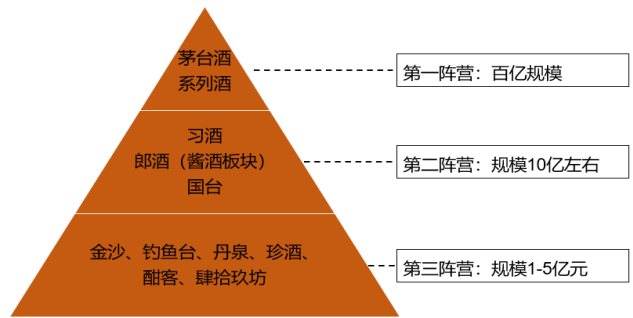 茅台酒
系列酒
第一阵营：百亿规模
习酒
郎酒（酱酒板块）
国台
第二阵营：规模10亿左右
金沙、钓鱼台、丹泉、珍酒、
酣客、肆拾玖坊
第三阵营：规模1-5亿元